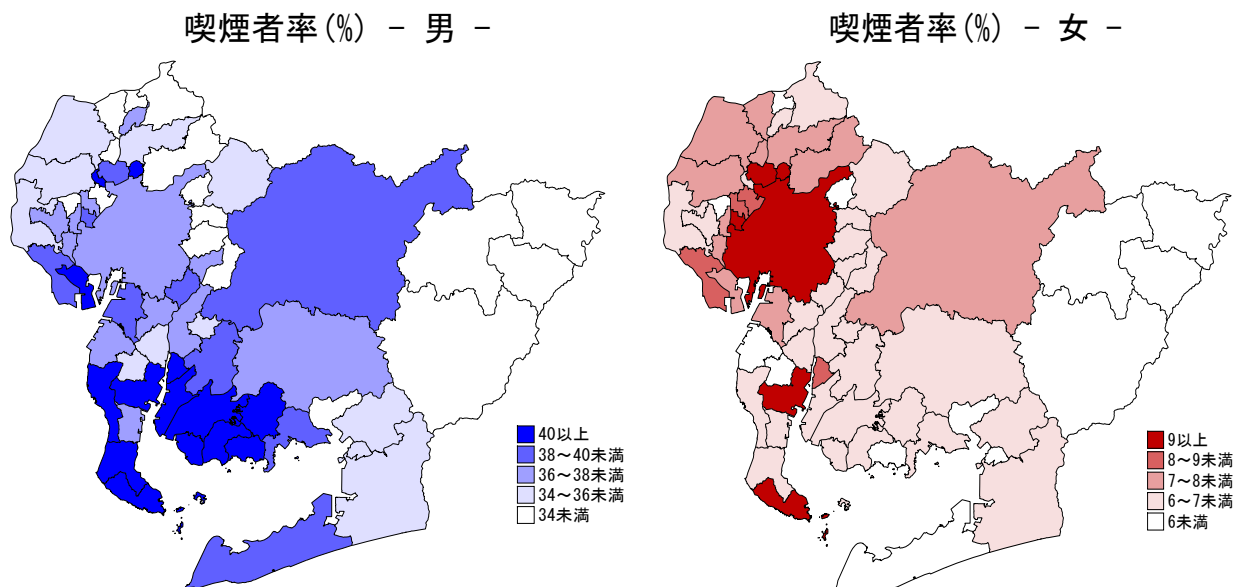 喫煙者率(%) - 男 -
喫煙者率(%) - 女 -
40以上
38~40未満
36~38未満
34~36未満
34未満
9以上
8~9未満
7~8未満
6~7未満
6未満